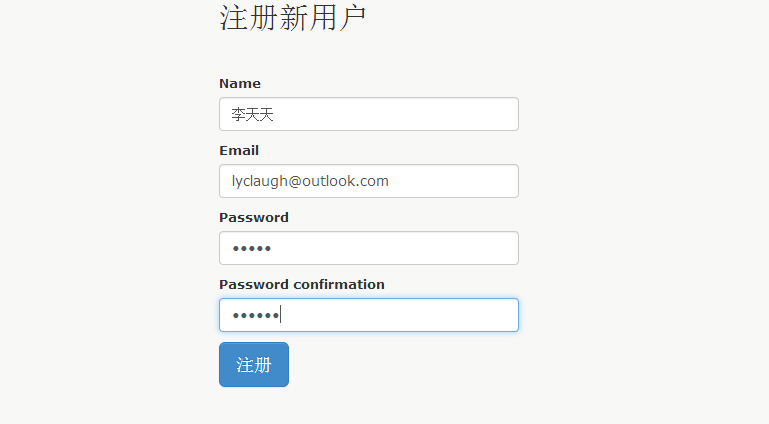 注册新用户
Name
李天天
Email
lyclaugh@outlook.com
Password
•••••
Password confirmation
••••••
注册